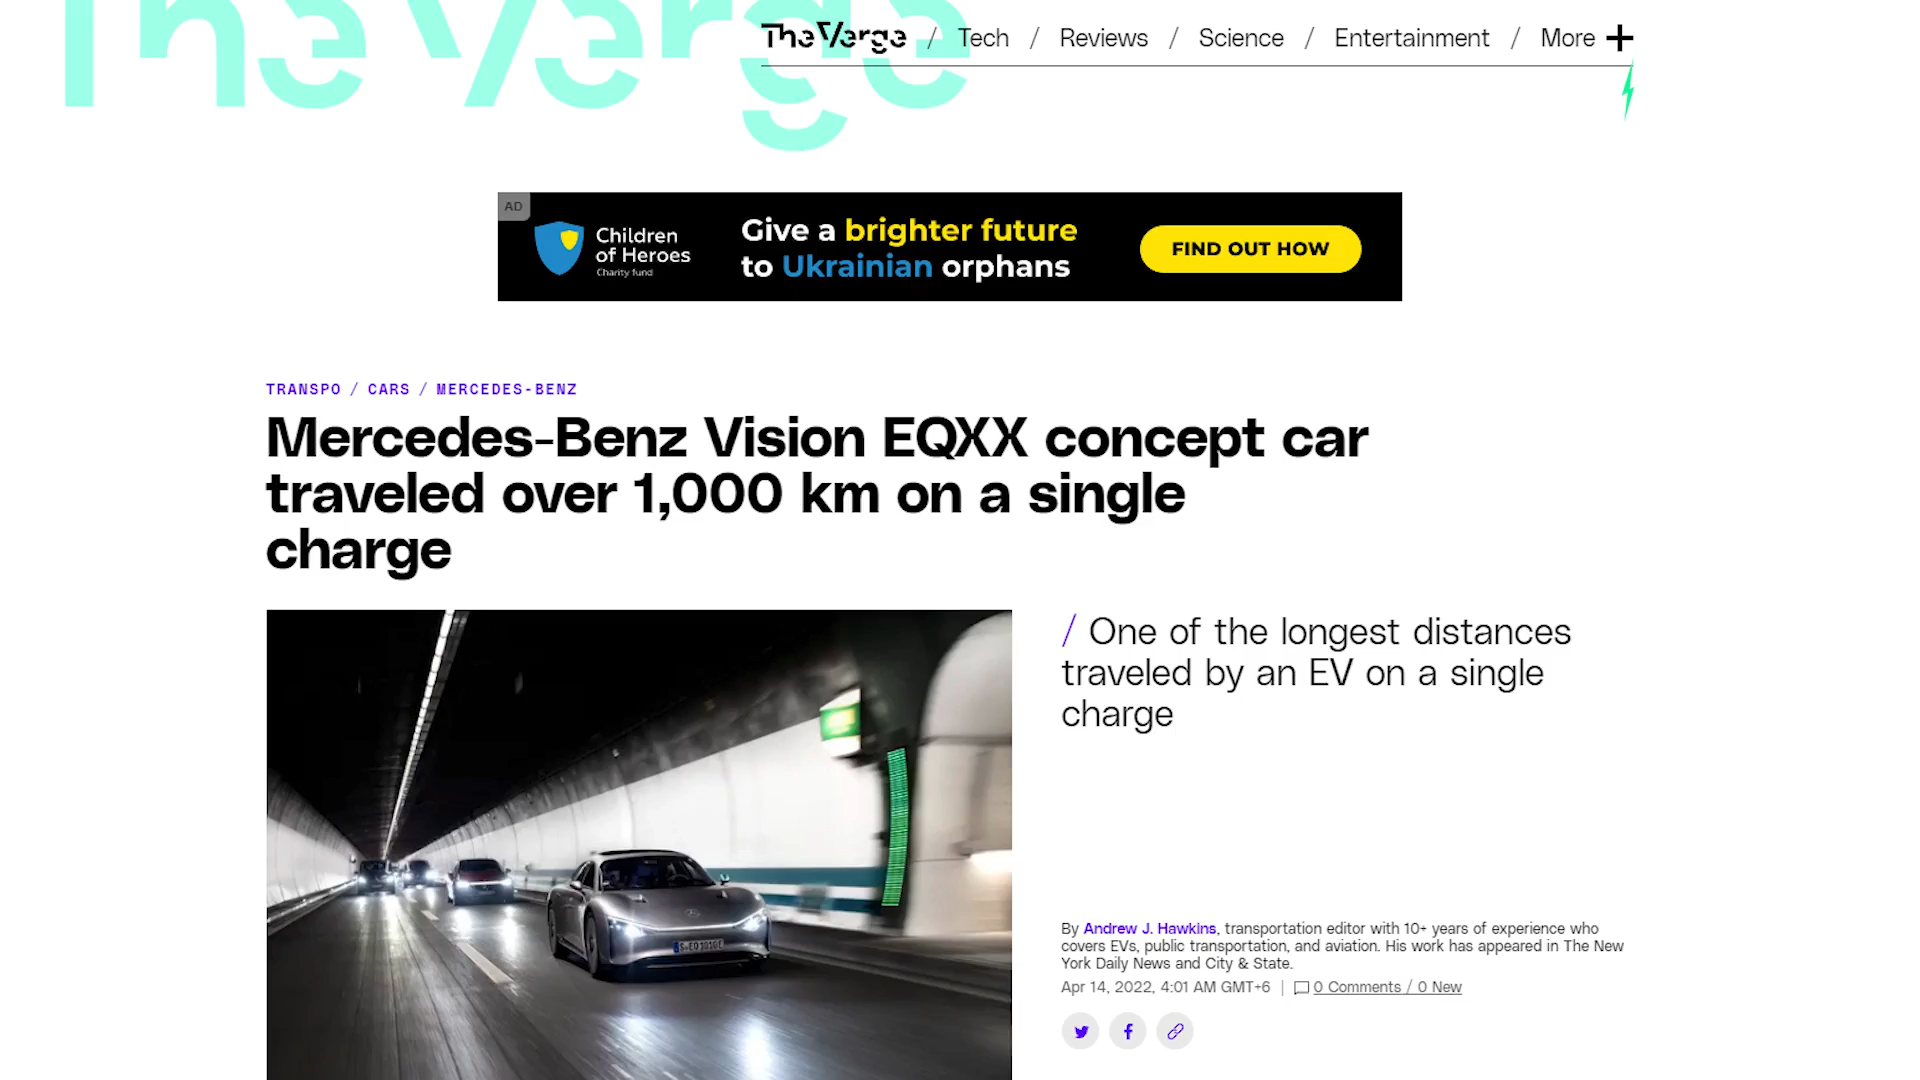 The Verge
The Verge / Tech / Reviews / Science / Entertainment / More
AD
Children
of Heroes
Charity fund
Give a brighter future
to Ukrainian orphans
FIND OUT HOW
TRANSPO / CARS / MERCEDES-BENZ
Mercedes-Benz Vision EQXX concept car
traveled over 1,000 km on a single
charge
/ One of the longest distances
traveled by an EV on a single
charge
By Andrew J. Hawkins, transportation editor with 10+ years of experience who
covers EVs, public transportation, and aviation. His work has appeared in The New
York Daily News and City & State.
Apr 14, 2022, 4:01 AM GMT+6 | 0 Comments / 0 New